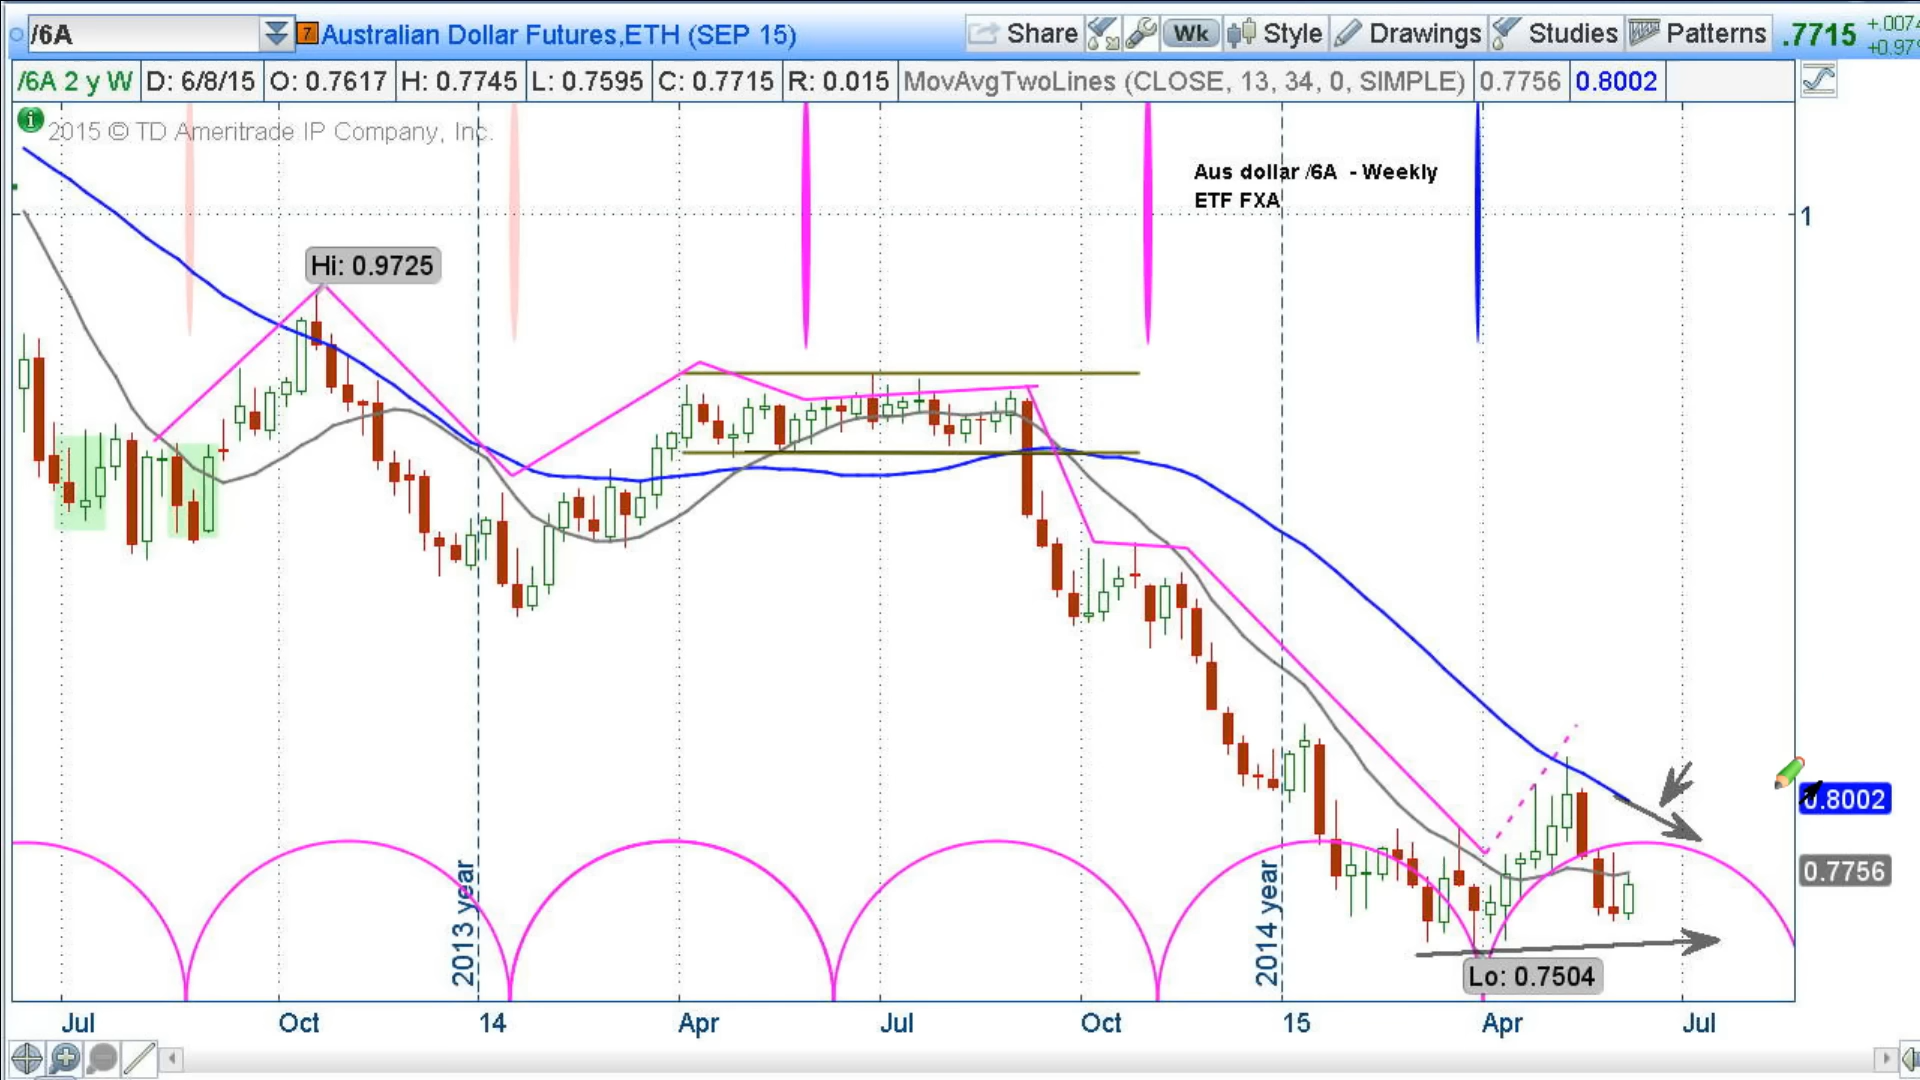 /6A
7
Australian Dollar Futures,ETH (SEP 15)
Share
Wk
Style
Drawings
Studies
Patterns
.7715
/6A 2 y W
D: 6/8/15
O: 0.7617
H: 0.7745
L: 0.7595
C: 0.7715
R: 0.015
MovAvgTwoLines (CLOSE, 13, 34, 0, SIMPLE)
0.7756
0.8002
2015 © TD Ameritrade IP Company, Inc.
Aus dollar /6A - Weekly
ETF FXA
1
Hi: 0.9725
0.8002
0.7756
2013 year
2014 year
Lo: 0.7504
Jul
Oct
14
Apr
Jul
Oct
15
Apr
Jul